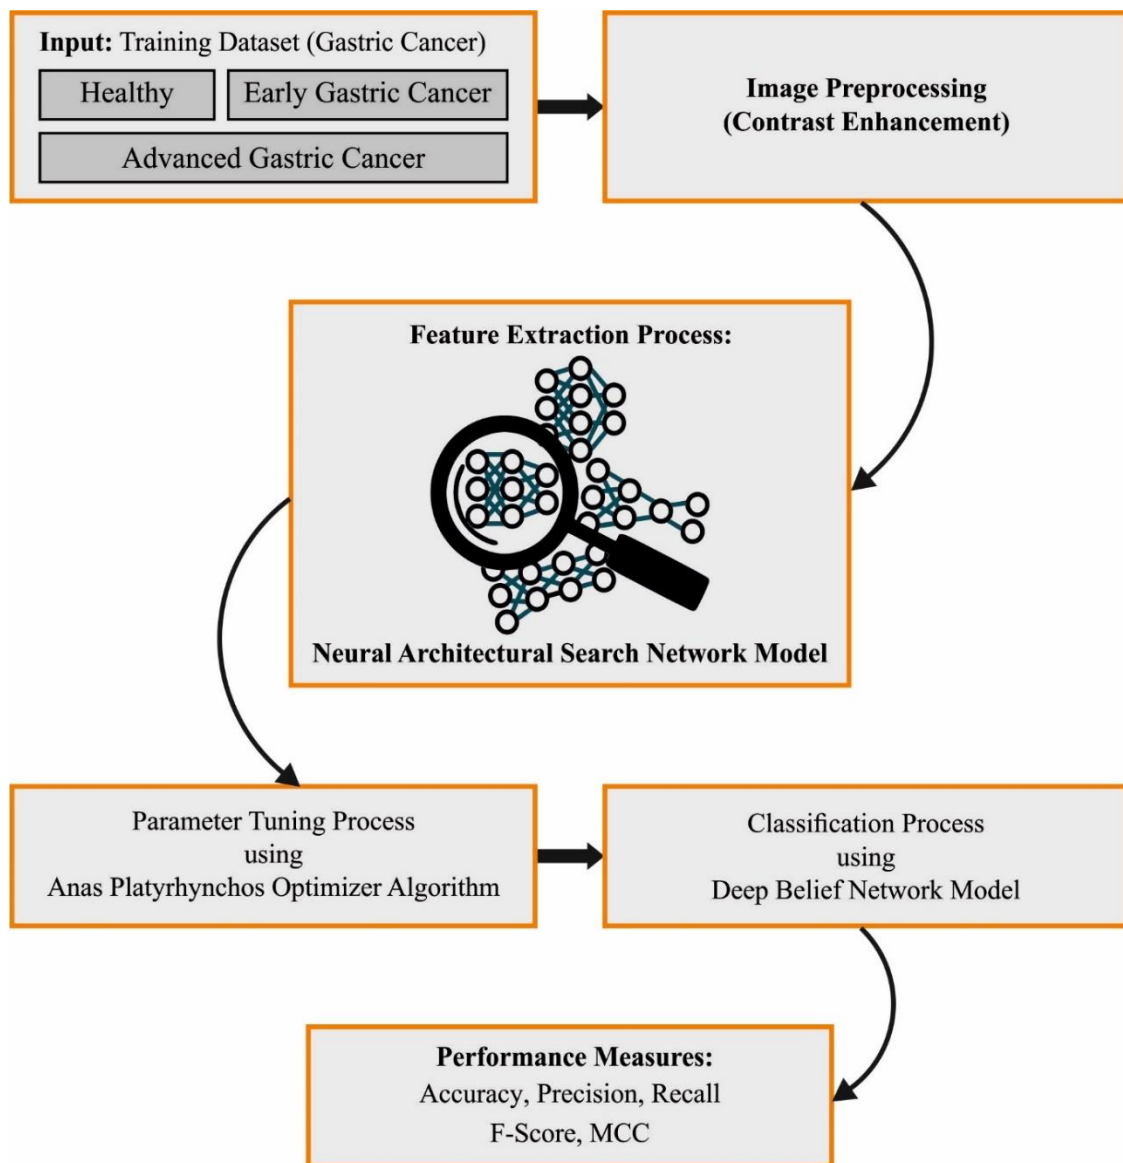 Input: Training Dataset (Gastric Cancer)
Healthy
Early Gastric Cancer
Advanced Gastric Cancer
Image Preprocessing
(Contrast Enhancement)
Feature Extraction Process:
Neural Architectural Search Network Model
Parameter Tuning Process
using
Anas Platyrhynchos Optimizer Algorithm
Classification Process
using
Deep Belief Network Model
Performance Measures:
Accuracy, Precision, Recall
F-Score, MCC